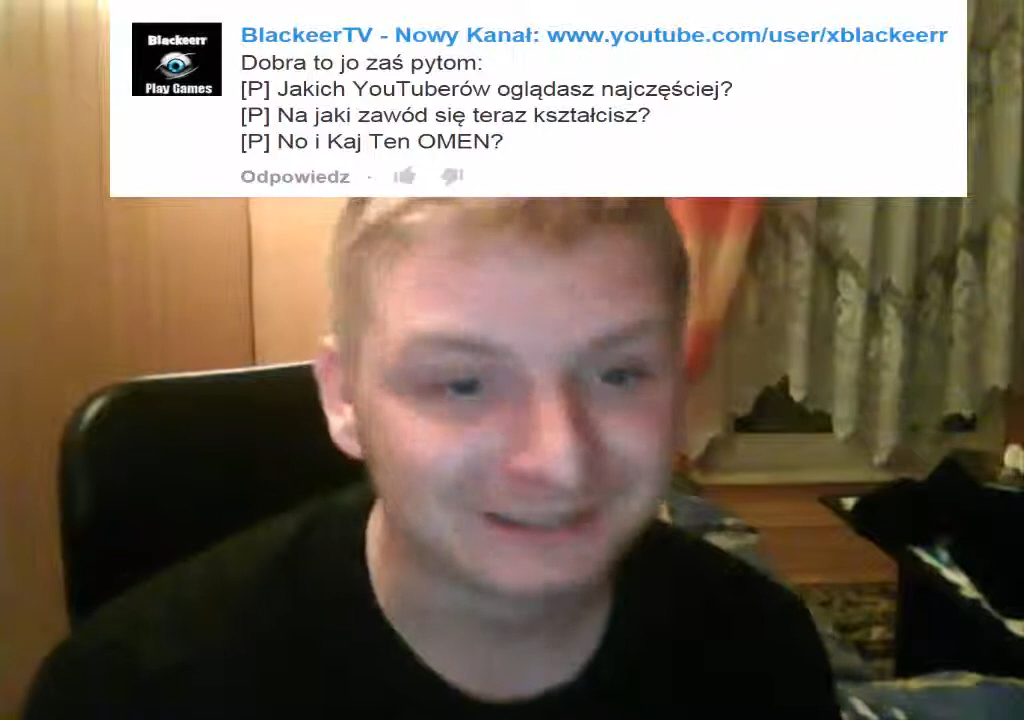 Blackeerr
Play Games
BlackeerTV - Nowy Kanał: www.youtube.com/user/xblackeerr
Dobra to jo zaś pytom:
[P] Jakich YouTuberów oglądasz najczęściej?
[P] Na jaki zawód się teraz kształcisz?
[P] No i Kaj Ten OMEN?
Odpowiedz ·